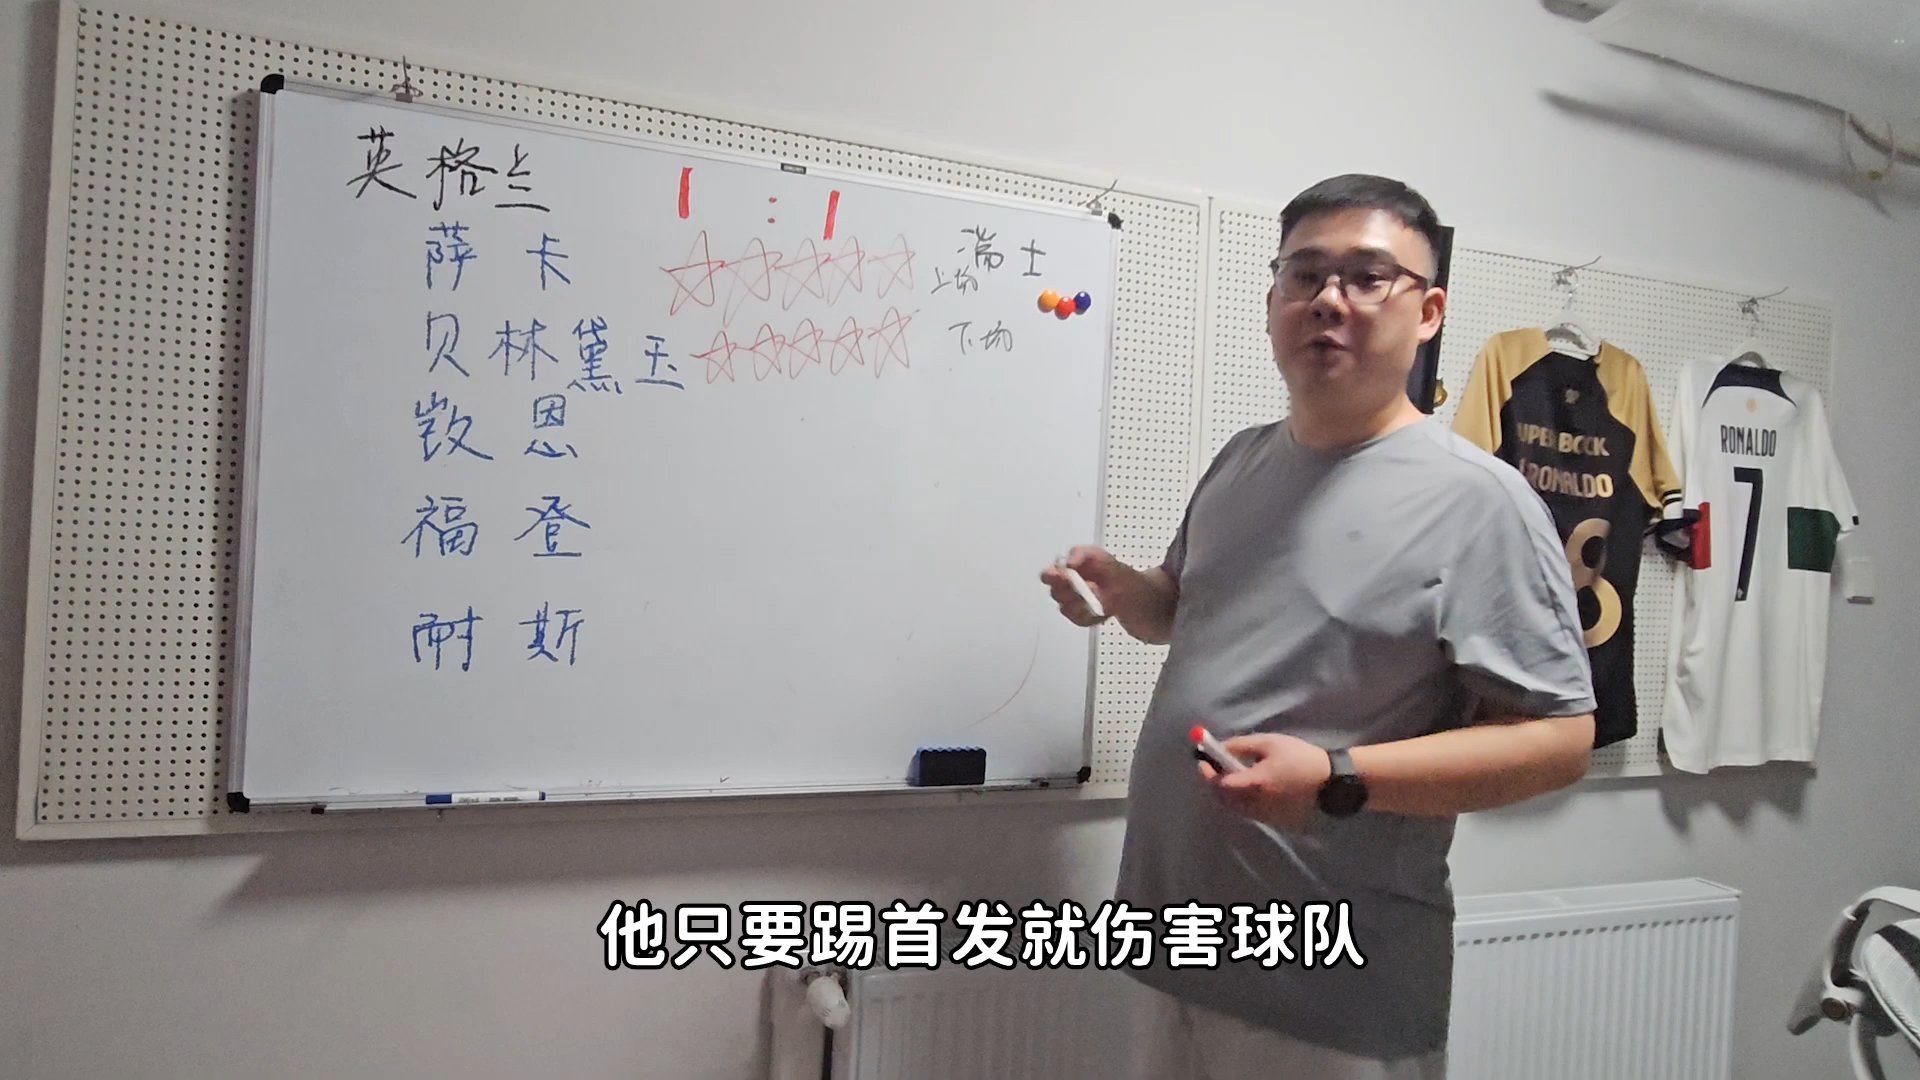 英格兰
1 : 1
瑞士
萨卡
上场
贝林黛玉
下场
凯恩
福登
耐斯
UPER BOCK
RONALDO
8
RONALDO
7
他只要踢首发就伤害球队